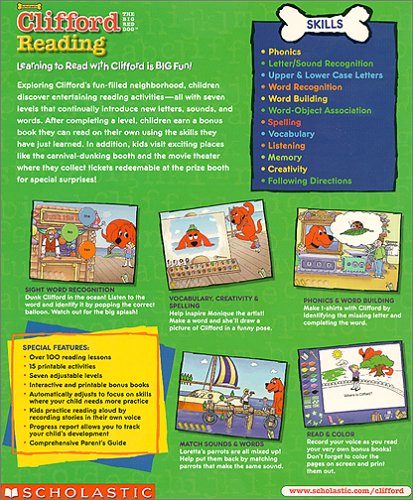 SCHOLASTIC
Clifford THE BIG RED DOG™
Reading
Learning to Read with Clifford is BIG Fun!
Exploring Clifford's fun-filled neighborhood, children
discover entertaining reading activities—all with seven
levels that continually introduce new letters, sounds, and
words. After completing a level, children earn a bonus
book they can read on their own using the skills they
have just learned. In addition, kids visit exciting places
like the carnival-dunking booth and the movie theater
where they collect tickets redeemable at the prize booth
for special surprises!
SKILLS
• Phonics
• Letter/Sound Recognition
• Upper & Lower Case Letters
• Word Recognition
• Word Building
• Word-Object Association
• Spelling
• Vocabulary
• Listening
• Memory
• Creativity
• Following Directions
SIGHT WORD RECOGNITION
Dunk Clifford in the ocean! Listen to the
word and identify it by popping the correct
balloon. Watch out for the big splash!
VOCABULARY, CREATIVITY &
SPELLING
Help inspire Monique the artist!
Make a word and she'll draw a
picture of Clifford in a funny pose.
PHONICS & WORD BUILDING
Make t-shirts with Clifford by
identifying the missing letter and
completing the word.
SPECIAL FEATURES:
• Over 100 reading lessons
• 15 printable activities
• Seven adjustable levels
• Interactive and printable bonus books
• Automatically adjusts to focus on skills
where your child needs more practice
• Kids practice reading aloud by
recording stories in their own voice
• Progress report allows you to track
your child's development
• Comprehensive Parent's Guide
MATCH SOUNDS & WORDS
Loretta's parrots are all mixed up!
Help put them back by matching
parrots that make the same sound.
Where is Clifford?
READ & COLOR
Record your voice as you read
your very own bonus books!
Don't forget to color the
pages on screen and print
them out.
SCHOLASTIC
www.scholastic.com/clifford